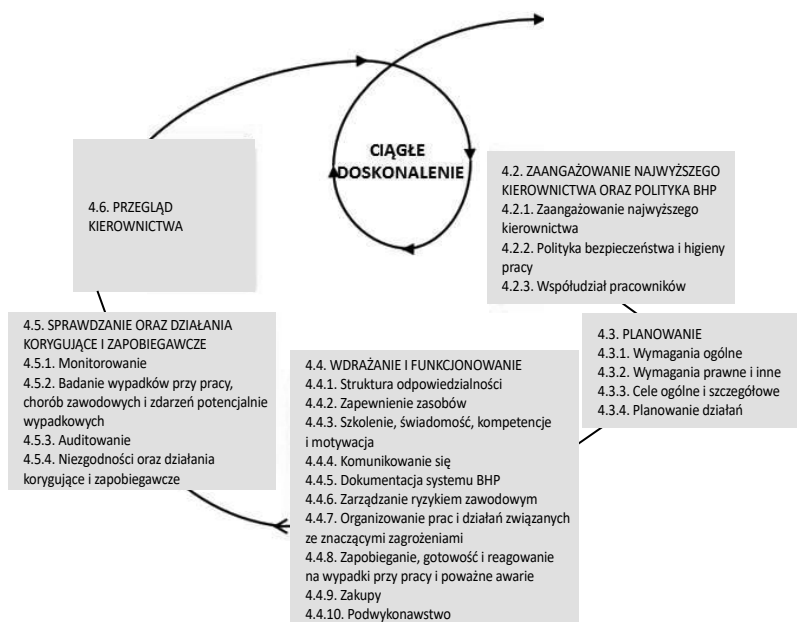 CIĄGŁE
DOSKONALENIE
4.2. ZAANGAŻOWANIE NAJWYŻSZEGO
KIEROWNICTWA ORAZ POLITYKA BHP
4.2.1. Zaangażowanie najwyższego
kierownictwa
4.2.2. Polityka bezpieczeństwa i higieny
pracy
4.2.3. Współudział pracowników
4.3. PLANOWANIE
4.3.1. Wymagania ogólne
4.3.2. Wymagania prawne i inne
4.3.3. Cele ogólne i szczegółowe
4.3.4. Planowanie działań
4.4. WDRAŻANIE I FUNKCJONOWANIE
4.4.1. Struktura odpowiedzialności
4.4.2. Zapewnienie zasobów
4.4.3. Szkolenie, świadomość, kompetencje
i motywacja
4.4.4. Komunikowanie się
4.4.5. Dokumentacja systemu BHP
4.4.6. Zarządzanie ryzykiem zawodowym
4.4.7. Organizowanie prac i działań związanych
ze znaczącymi zagrożeniami
4.4.8. Zapobieganie, gotowość i reagowanie
na wypadki przy pracy i poważne awarie
4.4.9. Zakupy
4.4.10. Podwykonawstwo
4.5. SPRAWDZANIE ORAZ DZIAŁANIA
KORYGUJĄCE I ZAPOBIEGAWCZE
4.5.1. Monitorowanie
4.5.2. Badanie wypadków przy pracy,
chorób zawodowych i zdarzeń potencjalnie
wypadkowych
4.5.3. Auditowanie
4.5.4. Niezgodności oraz działania
korygujące i zapobiegawcze
4.6. PRZEGLĄD
KIEROWNICTWA